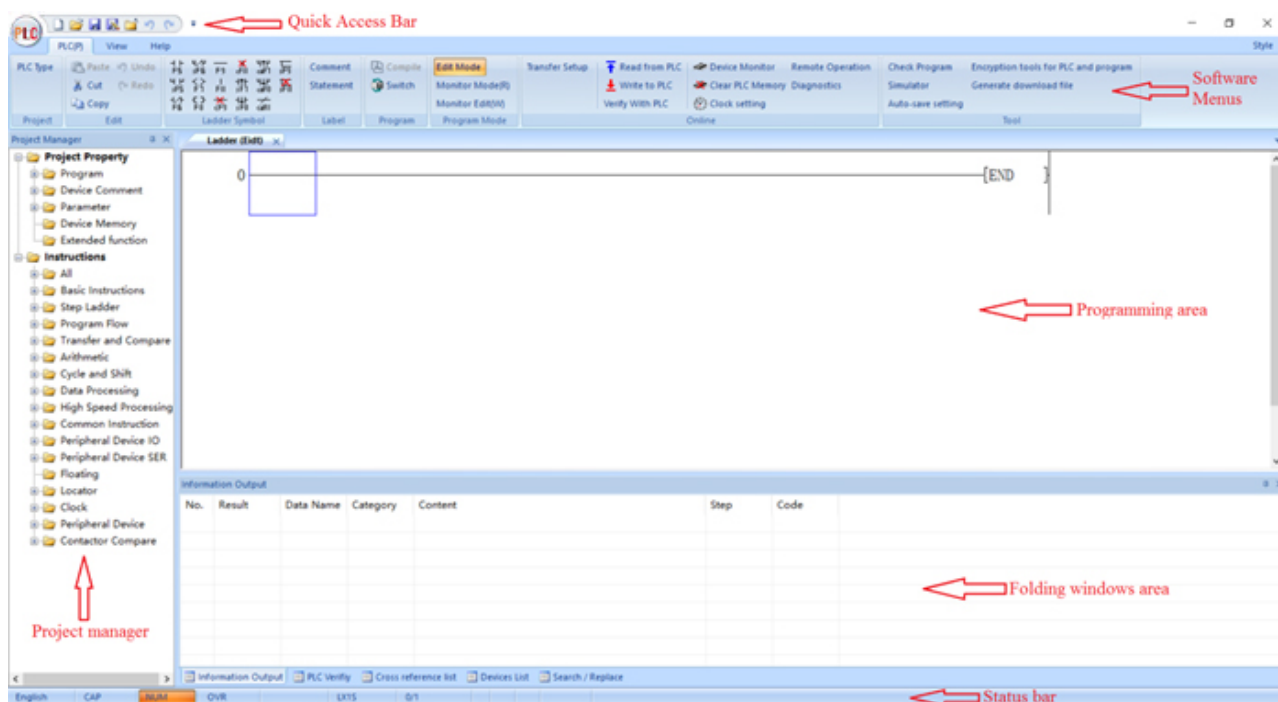 PLC
Quick Access Bar
PLC(P) View Help Style
PLC Type Paste Undo Comment Compile Edit Mode Transfer Setup Read from PLC Device Monitor Remote Operation Check Program Encryption tools for PLC and program
Cut Redo Statement Switch Monitor Mode(R) Write to PLC Clear PLC Memory Diagnostics Simulator Generate download file
Copy Monitor Edit(W) Verify With PLC Clock setting Auto-save setting
Software
Menus
Project Edit Ladder Symbol Label Program Program Mode Online Tool
Project Manager
Ladder (Eidt)
Project Property
Program
Device Comment
Parameter
Device Memory
Extended function
Instructions
All
Basic Instructions
Step Ladder
Program Flow
Transfer and Compare
Arithmetic
Cycle and Shift
Data Processing
High Speed Processing
Common Instruction
Peripheral Device IO
Peripheral Device SER
Floating
Locator
Clock
Peripheral Device
Contactor Compare
Project manager
0 [END ]
Programming area
Information Output
No. Result Data Name Category Content Step Code
Folding windows area
Information Output PLC Verifiy Cross reference list Devices List Search / Replace
English CAP NUM OVR LX1S 0/1 Status bar